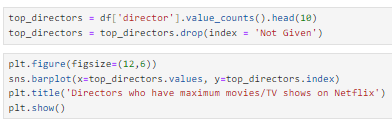 top_directors = df['director'].value_counts().head(10)
top_directors = top_directors.drop(index = 'Not Given')
plt.figure(figsize=(12,6))
sns.barplot(x=top_directors.values, y=top_directors.index)
plt.title('Directors who have maximum movies/TV shows on Netflix')
plt.show()